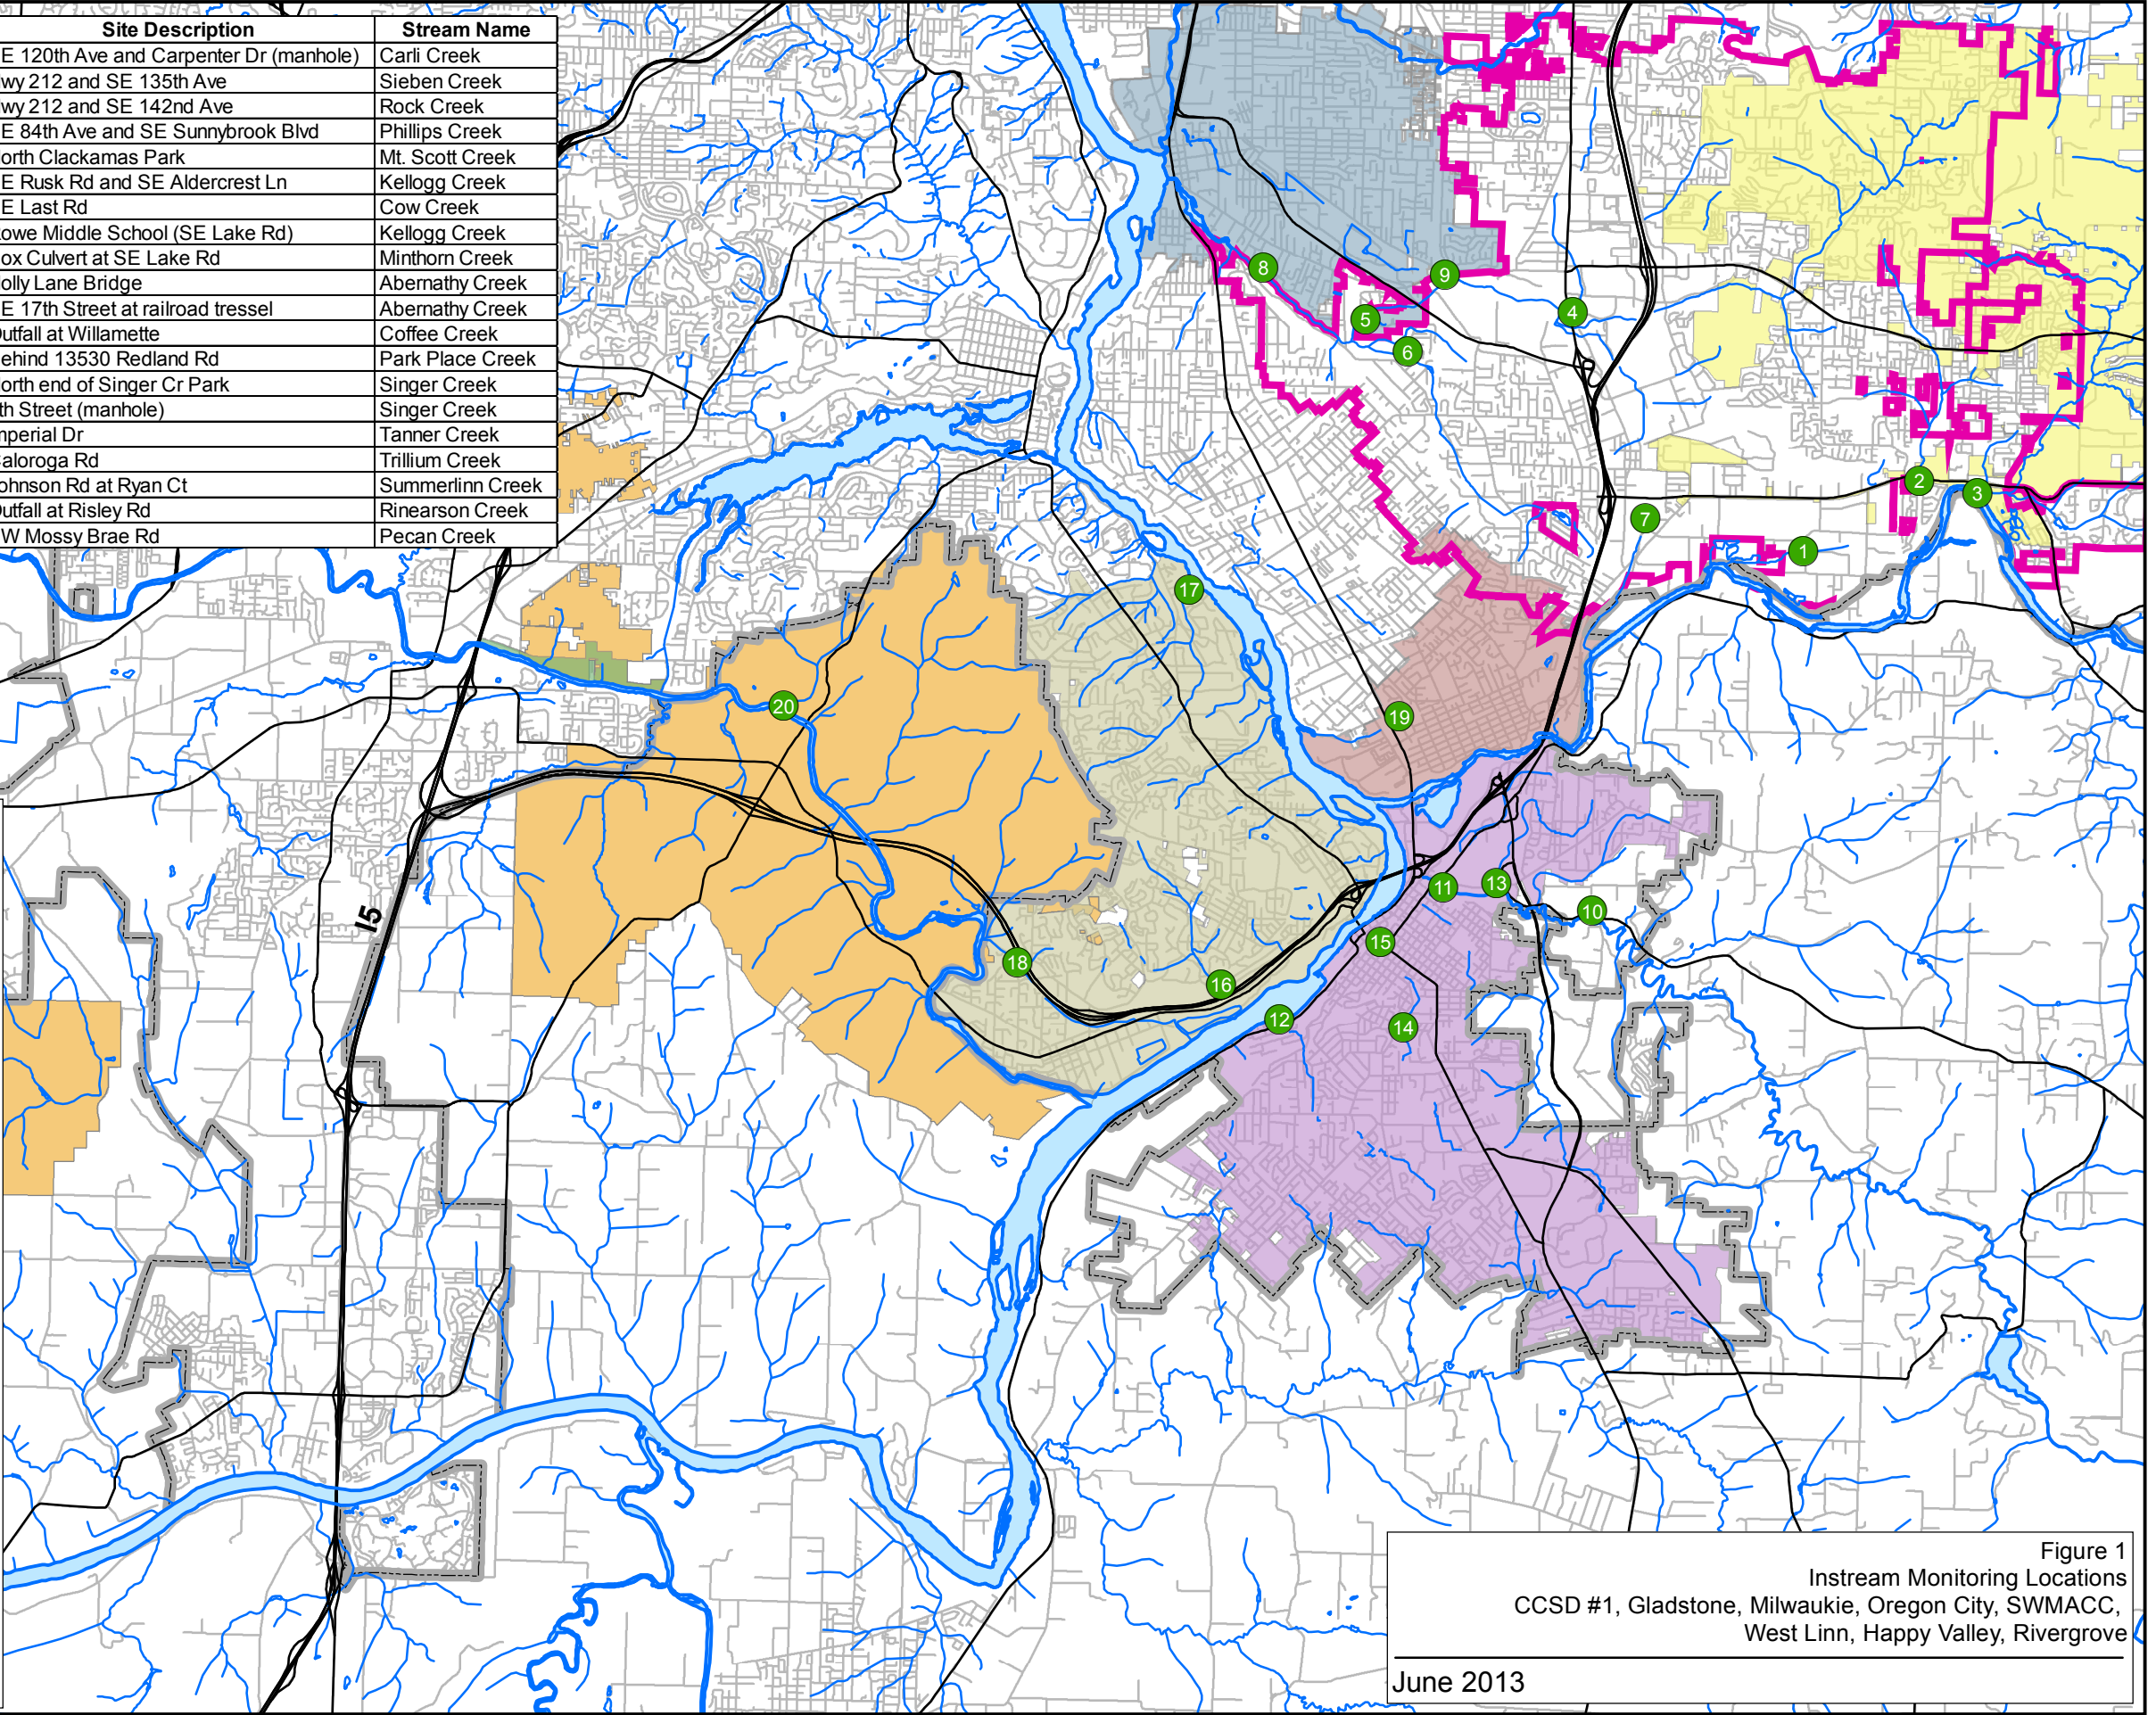 Site Description Stream Name
E 120th Ave and Carpenter Dr (manhole) Carli Creek
wy 212 and SE 135th Ave Sieben Creek
wy 212 and SE 142nd Ave Rock Creek
E 84th Ave and SE Sunnybrook Blvd Phillips Creek
orth Clackamas Park Mt. Scott Creek
E Rusk Rd and SE Aldercrest Ln Kellogg Creek
E Last Rd Cow Creek
owe Middle School (SE Lake Rd) Kellogg Creek
ox Culvert at SE Lake Rd Minthorn Creek
olly Lane Bridge Abernathy Creek
E 17th Street at railroad tressel Abernathy Creek
utfall at Willamette Coffee Creek
ehind 13530 Redland Rd Park Place Creek
orth end of Singer Cr Park Singer Creek
th Street (manhole) Singer Creek
mperial Dr Tanner Creek
aloroga Rd Trillium Creek
ohnson Rd at Ryan Ct Summerlinn Creek
utfall at Risley Rd Rinearson Creek
W Mossy Brae Rd Pecan Creek
8
9
5
4
6
2
3
7
1
17
20
19
11
13
10
15
18
16
12
14
I5
Figure 1
Instream Monitoring Locations
CCSD #1, Gladstone, Milwaukie, Oregon City, SWMACC,
West Linn, Happy Valley, Rivergrove
June 2013